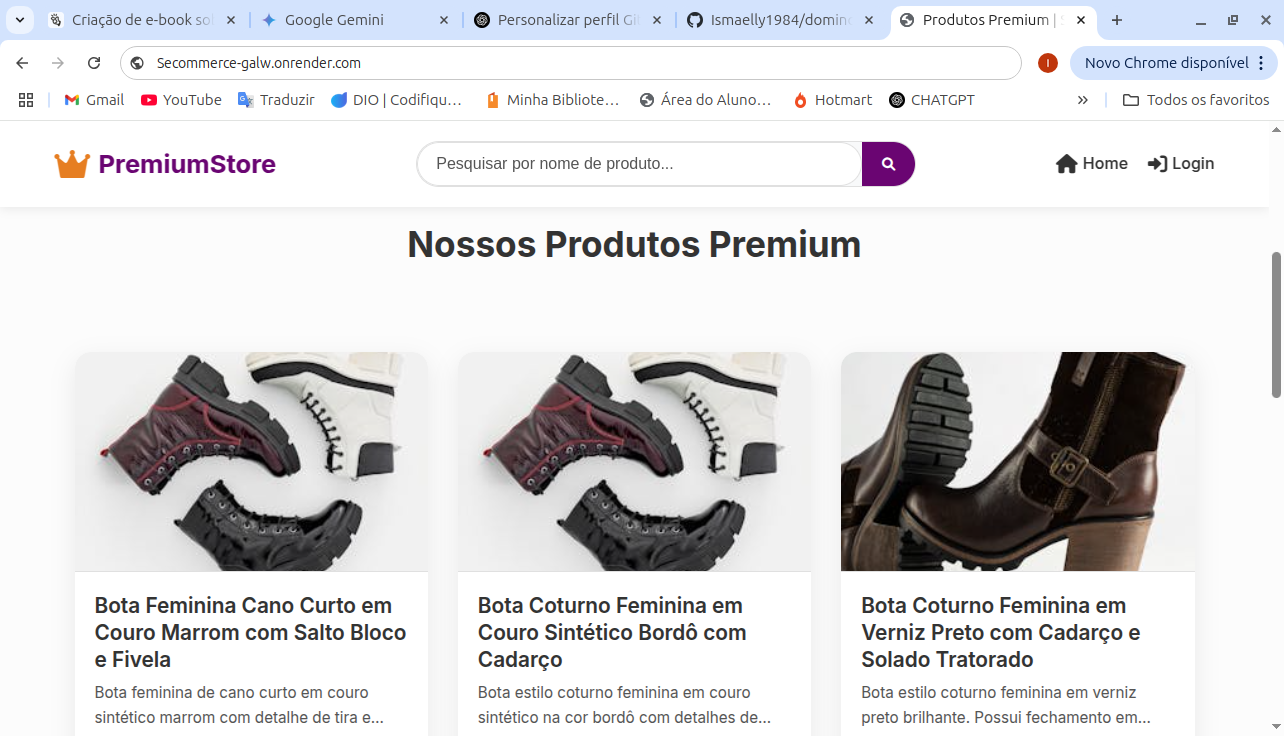 Criação de e-book so
Google Gemini
Personalizar perfil Gi
Ismaelly1984/domin
Produtos Premium |
Secommerce-galw.onrender.com
I
Novo Chrome disponível
Gmail
YouTube
Traduzir
DIO | Codifiqu…
Minha Bibliote…
Área do Aluno…
Hotmart
CHATGPT
Todos os favoritos
PremiumStore
Pesquisar por nome de produto...
Home
Login
Nossos Produtos Premium
Bota Feminina Cano Curto em
Couro Marrom com Salto Bloco
e Fivela
Bota feminina de cano curto em couro
sintético marrom com detalhe de tira e...
Bota Coturno Feminina em
Couro Sintético Bordô com
Cadarço
Bota estilo coturno feminina em couro
sintético na cor bordô com detalhes de...
Bota Coturno Feminina em
Verniz Preto com Cadarço e
Solado Tratorado
Bota estilo coturno feminina em verniz
preto brilhante. Possui fechamento em...